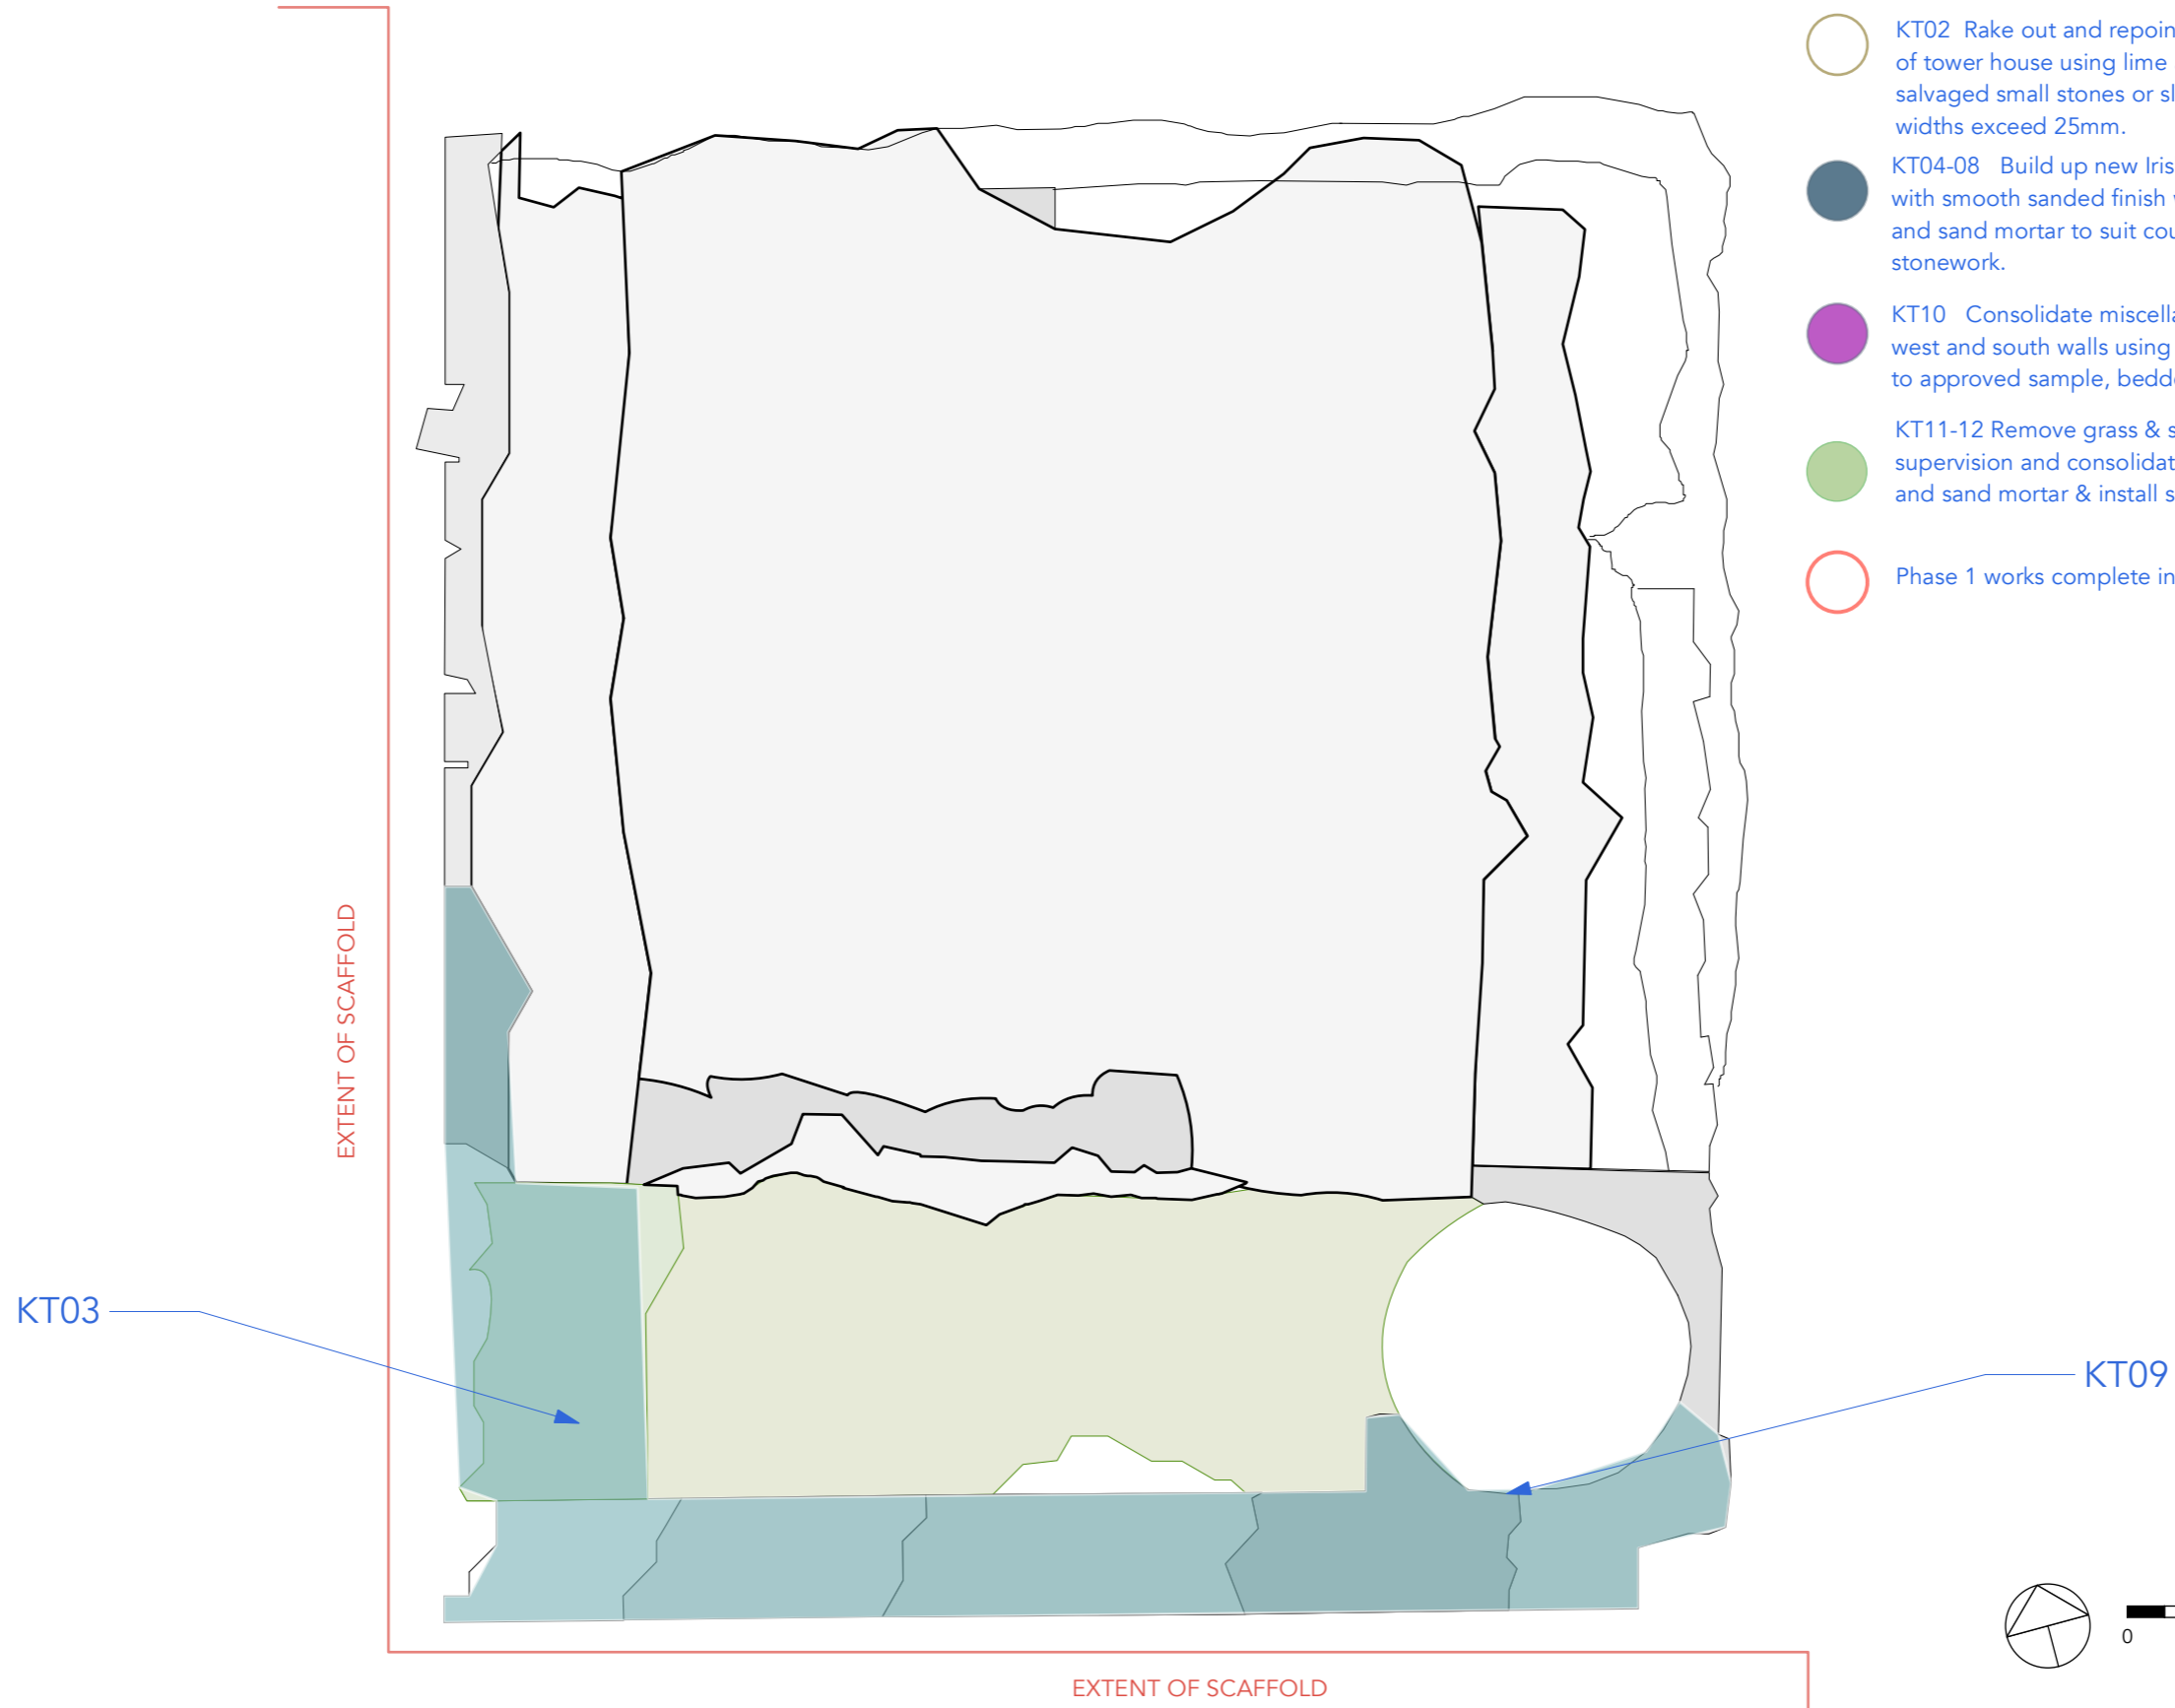 KT02 Rake out and repoin
of tower house using lime
salvaged small stones or sl
widths exceed 25mm.
KT04-08 Build up new Iris
with smooth sanded finish
and sand mortar to suit cou
stonework.
KT10 Consolidate miscella
west and south walls using
to approved sample, bedd
KT11-12 Remove grass & s
supervision and consolidat
and sand mortar & install s
Phase 1 works complete in
EXTENT OF SCAFFOLD
KT03
KT09
0
EXTENT OF SCAFFOLD